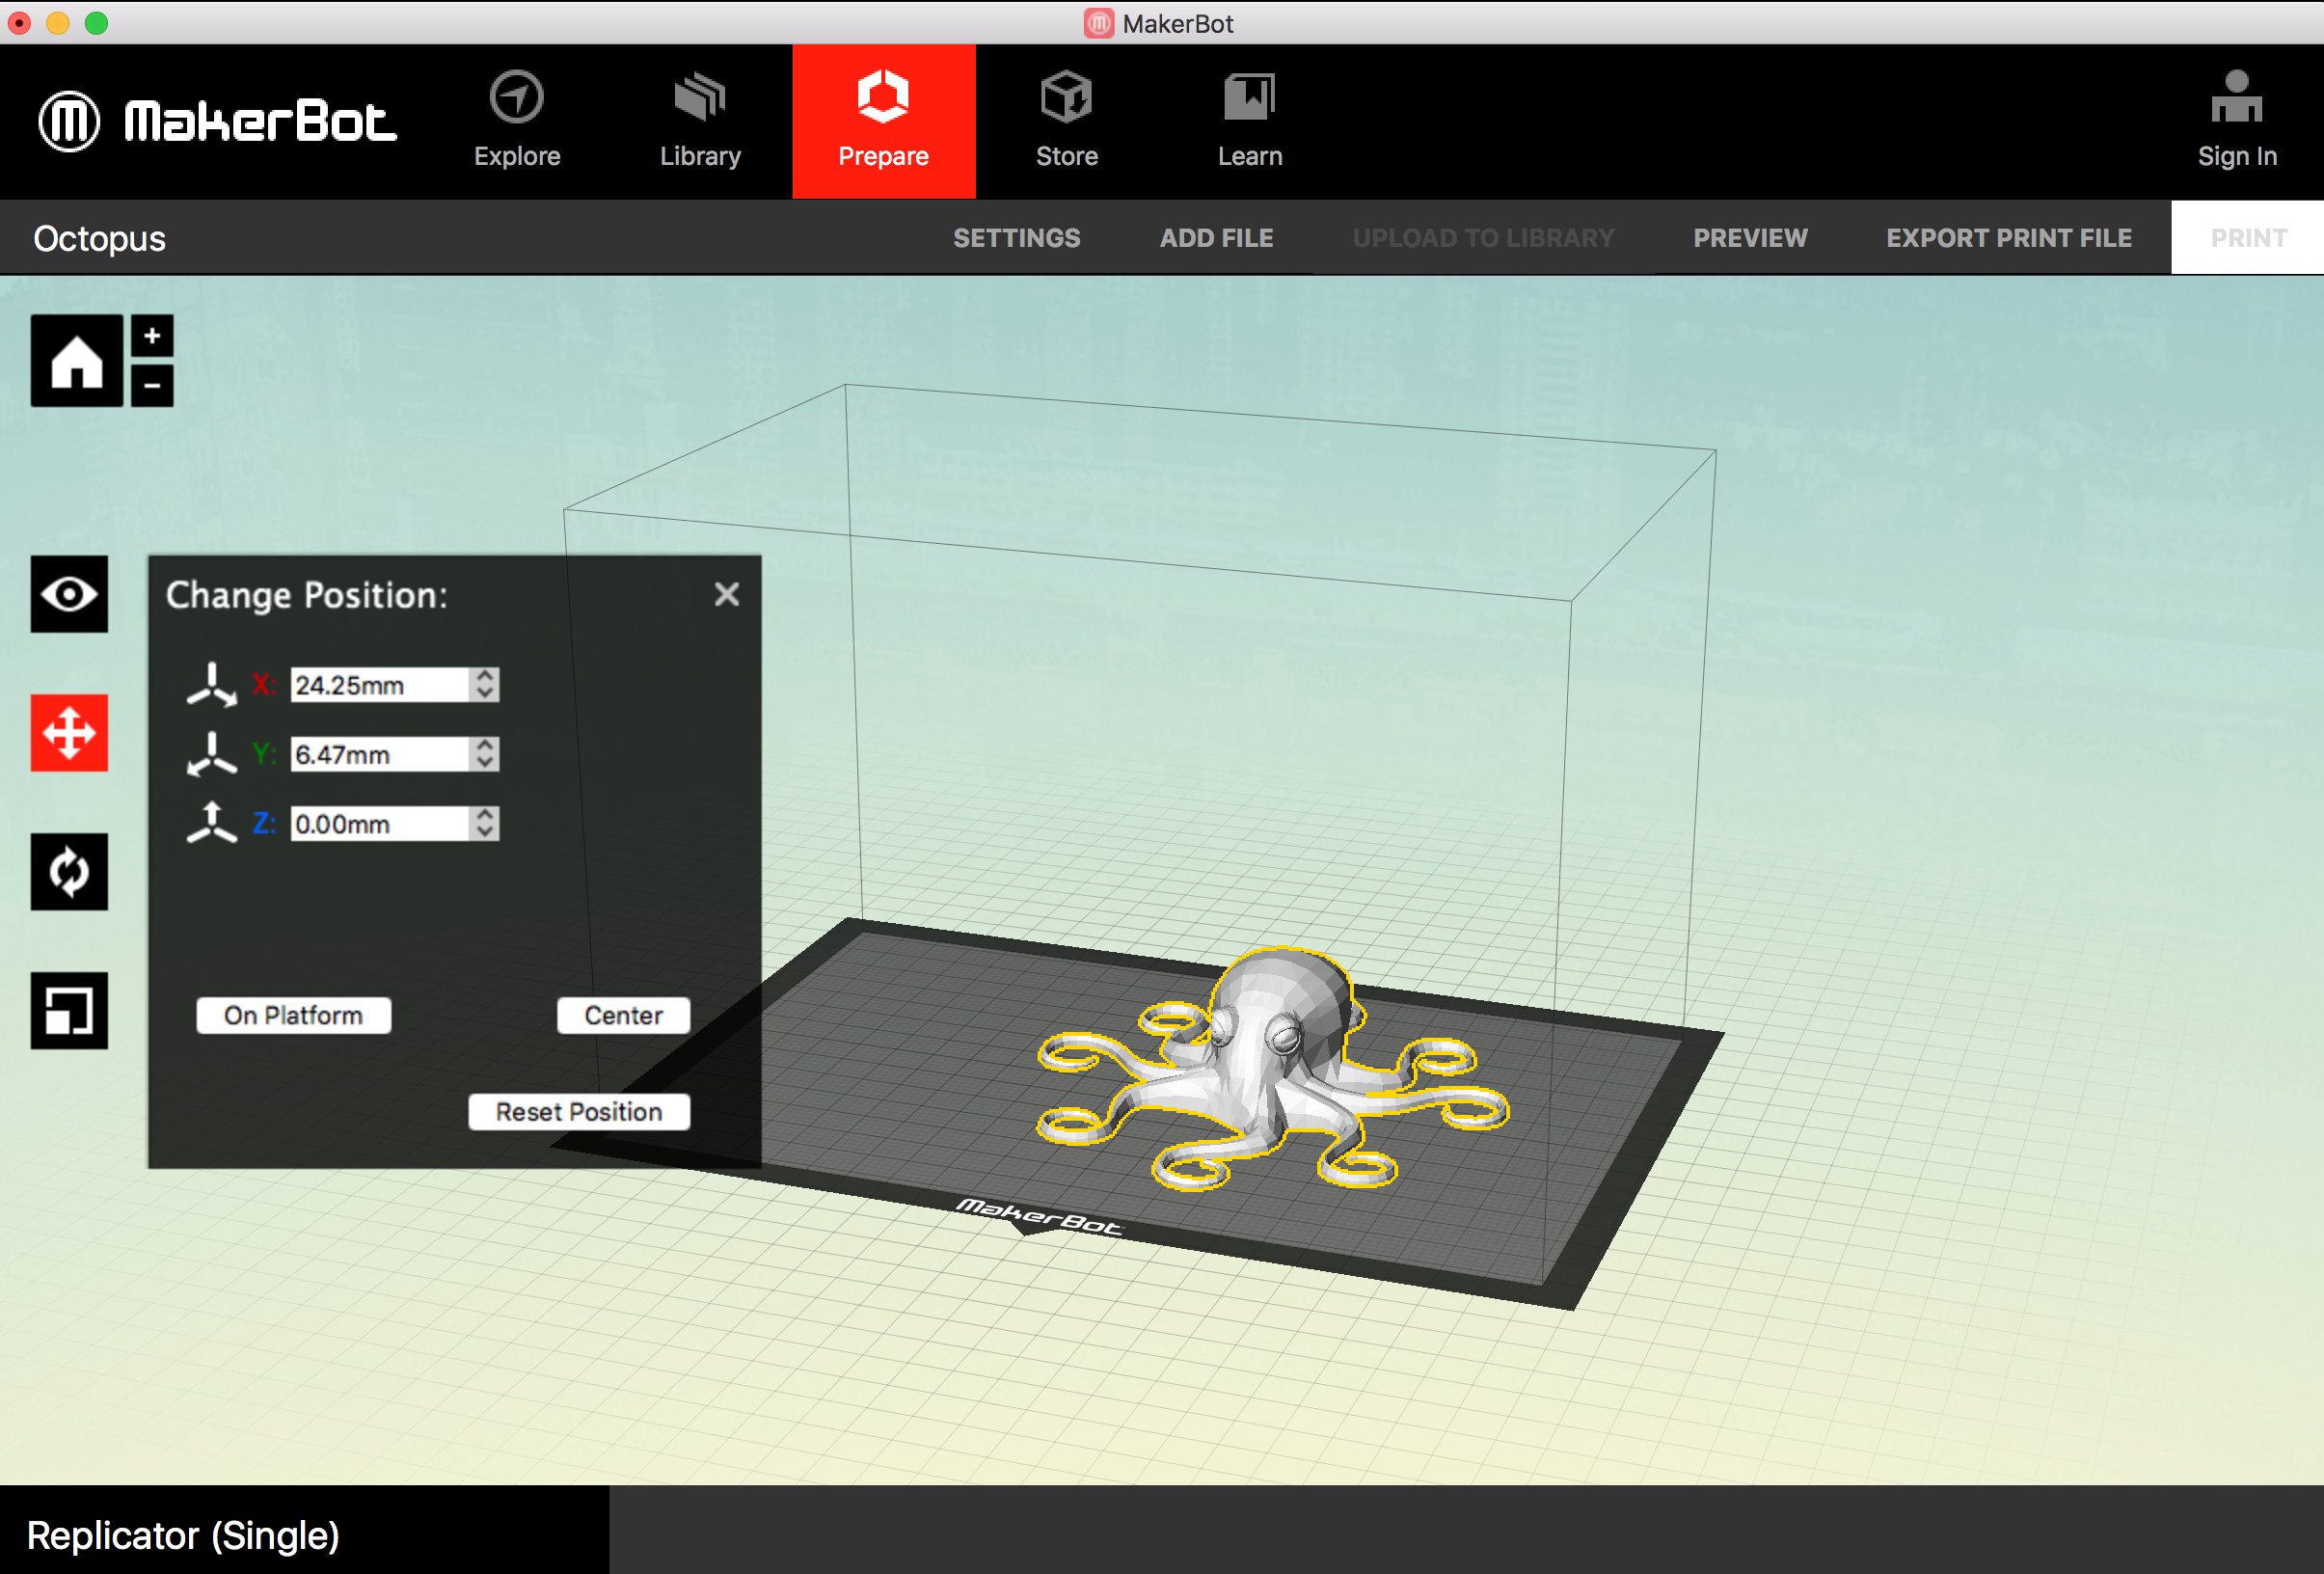 MakerBot
MakerBot
Explore
Library
Prepare
Store
Learn
Sign In
Octopus
SETTINGS
ADD FILE
UPLOAD TO LIBRARY
PREVIEW
EXPORT PRINT FILE
PRINT
+
−
Change Position:
X: 24.25mm
Y: 6.47mm
Z: 0.00mm
On Platform
Center
Reset Position
MakerBot
Replicator (Single)